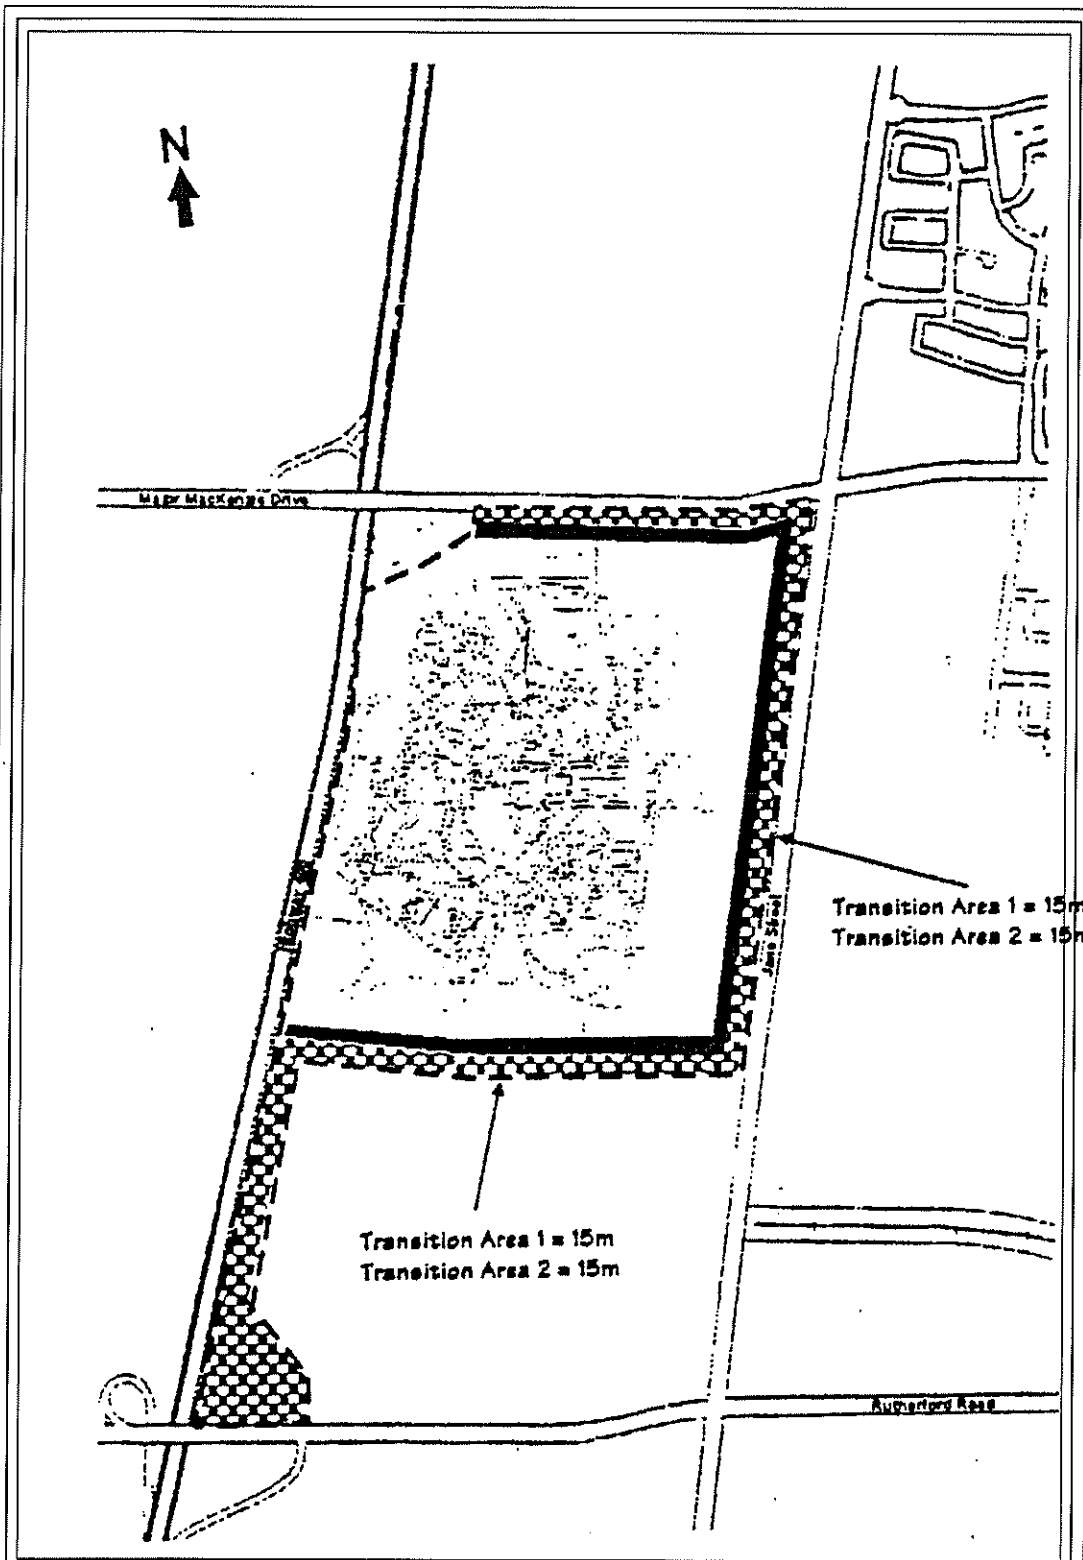 N
Major MacKenzie Drive
Transition Area 1 = 15m
Transition Area 2 = 15m
Jane Street
Transition Area 1 = 15m
Transition Area 2 = 15m
Rutherford Road